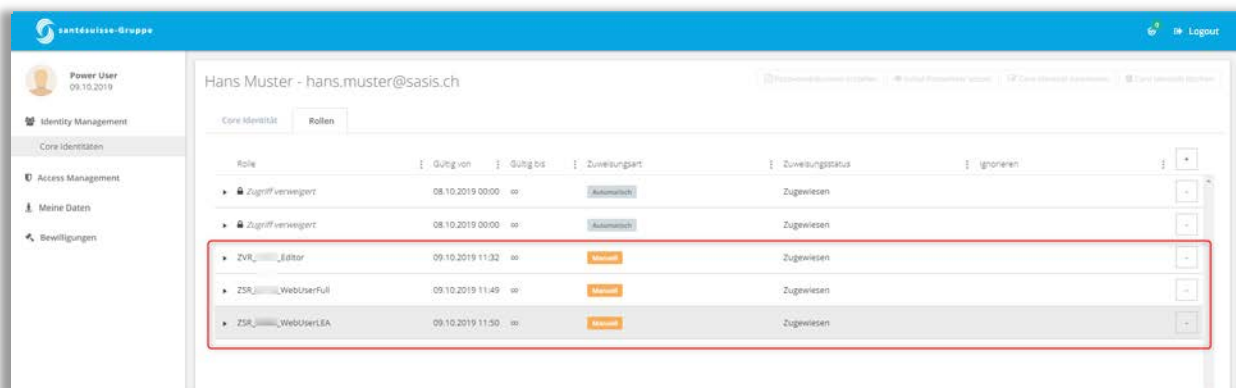 santésuisse-Gruppe
0
Logout
Power User
09.10.2019
Identity Management
Core Identitäten
Access Management
Meine Daten
Bewilligungen
Hans Muster - hans.muster@sasis.ch
Core Identität Rollen
Rolle Gültig von Gültig bis Zuweisungsart Zuweisungsstatus Ignorieren +
Zugriff verweigert 08.10.2019 00:00 ∞ Automatisch Zugewiesen -
Zugriff verweigert 08.10.2019 00:00 ∞ Automatisch Zugewiesen -
ZVR_ _Editor 09.10.2019 11:32 ∞ Manuell Zugewiesen -
ZSR_ _WebUserFull 09.10.2019 11:49 ∞ Manuell Zugewiesen -
ZSR_ _WebUserLEA 09.10.2019 11:50 ∞ Manuell Zugewiesen -